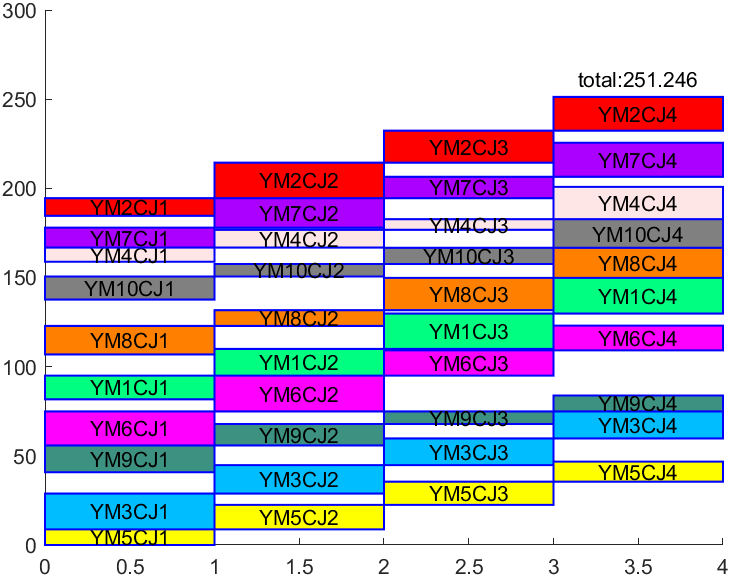 300
total:251.246
250
YM2CJ4
YM2CJ3
YM7CJ4
200
YM2CJ1
YM2CJ2
YM7CJ3
YM4CJ4
YM7CJ1
YM7CJ2
YM4CJ3
YM10CJ4
YM4CJ1
YM4CJ2
YM10CJ3
150
YM10CJ1
YM10CJ2
YM8CJ3
YM8CJ4
YM8CJ1
YM8CJ2
YM1CJ3
YM1CJ4
100
YM1CJ1
YM1CJ2
YM6CJ3
YM6CJ4
YM6CJ1
YM6CJ2
YM9CJ3
YM9CJ4
50
YM9CJ1
YM9CJ2
YM3CJ3
YM3CJ4
YM3CJ1
YM3CJ2
YM5CJ3
YM5CJ4
YM5CJ1
YM5CJ2
0
0 0.5 1 1.5 2 2.5 3 3.5 4